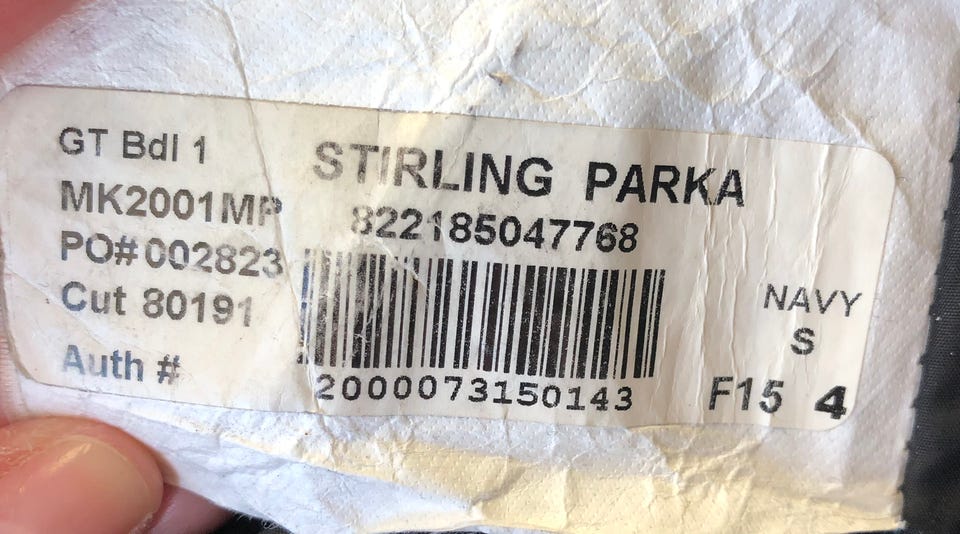 GT Bdl 1
MK2001MP
PO#002823
Cut 80191
Auth #
STIRLING PARKA
822185047768
2000073150143
NAVY
S
F15 4